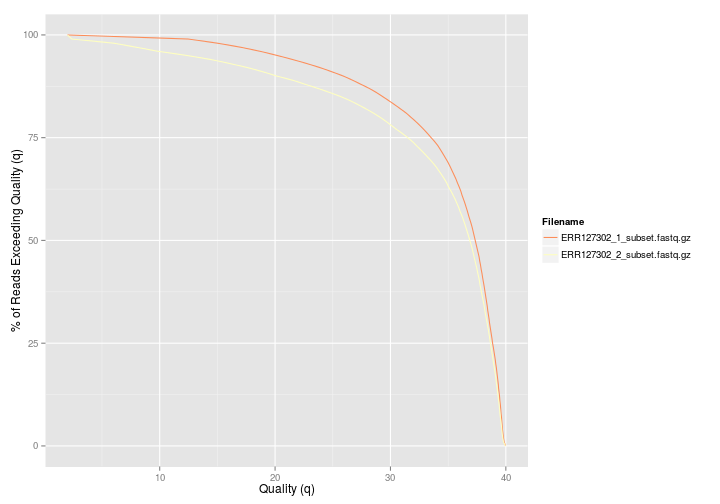 % of Reads Exceeding Quality (q)
100
75
50
25
0
10 20 30 40
Quality (q)
Filename
ERR127302_1_subset.fastq.gz
ERR127302_2_subset.fastq.gz